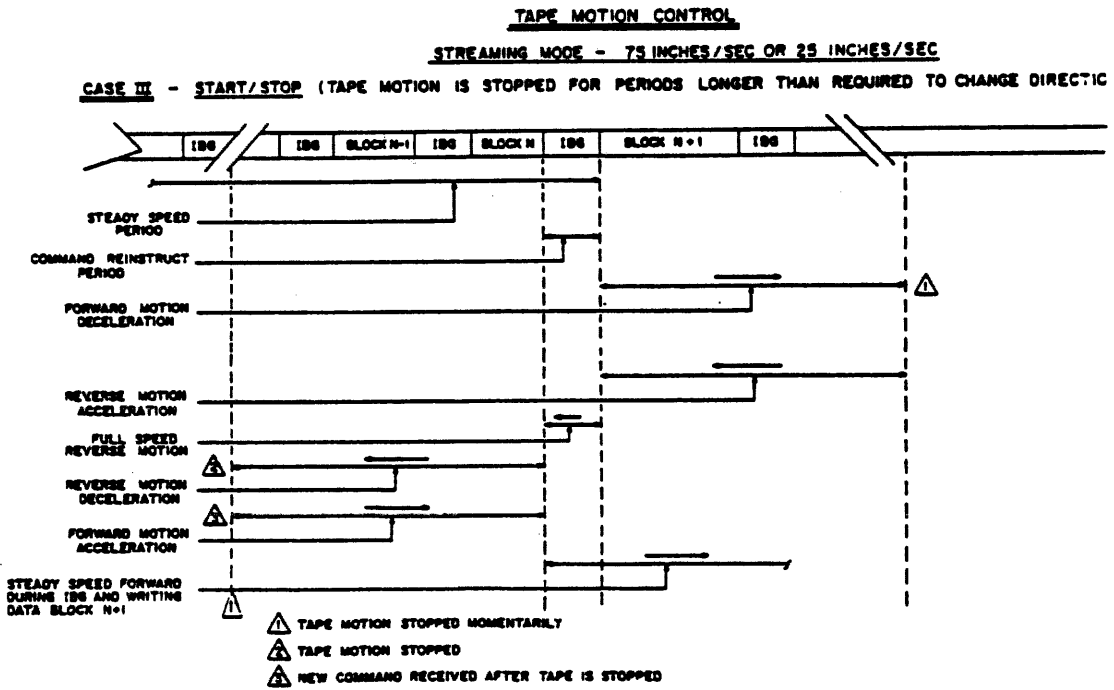 TAPE MOTION CONTROL
STREAMING MODE - 75 INCHES/SEC OR 25 INCHES/SEC
CASE III - START/STOP (TAPE MOTION IS STOPPED FOR PERIODS LONGER THAN REQUIRED TO CHANGE DIRECTIO
IBG IBG BLOCK N-1 IBG BLOCK N IBG BLOCK N+1 IBG
STEADY SPEED
PERIOD
COMMAND REINSTRUCT
PERIOD
1
FORWARD MOTION
DECELERATION
REVERSE MOTION
ACCELERATION
FULL SPEED
REVERSE MOTION
2
REVERSE MOTION
DECELERATION
3
FORWARD MOTION
ACCELERATION
STEADY SPEED FORWARD
DURING IBG AND WRITING
DATA BLOCK N+1
1
1 TAPE MOTION STOPPED MOMENTARILY
2 TAPE MOTION STOPPED
3 NEW COMMAND RECEIVED AFTER TAPE IS STOPPED